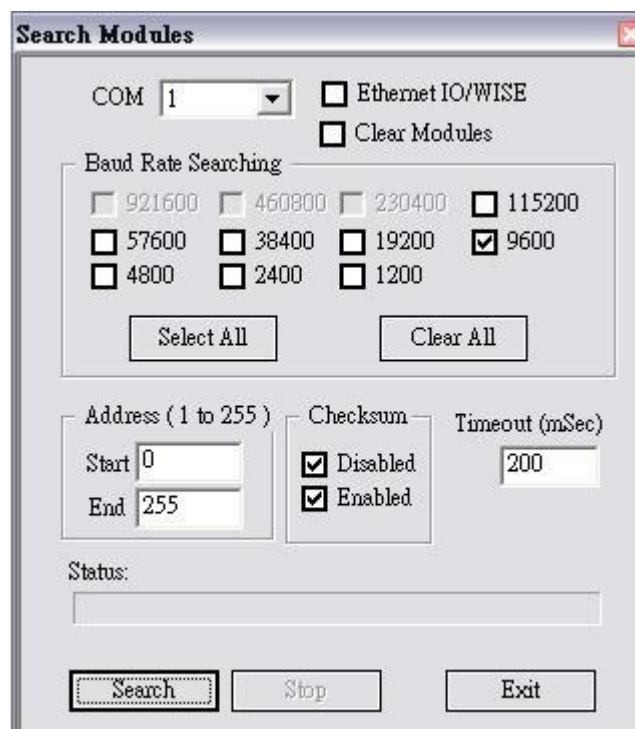 Search Modules
COM 1
Ethernet IO/WISE
Clear Modules
Baud Rate Searching
921600 460800 230400 115200
57600 38400 19200 9600
4800 2400 1200
Select All Clear All
Address ( 1 to 255 ) Checksum Timeout (mSec)
Start 0 Disabled 200
End 255 Enabled
Status:
Search Stop Exit